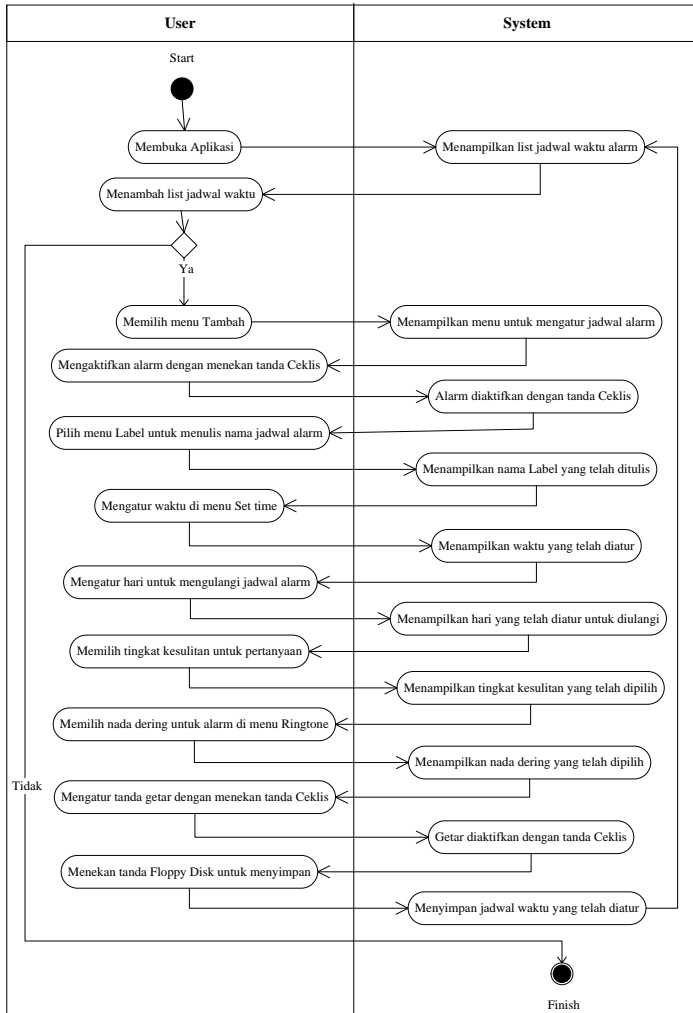 User
System
Start
Membuka Aplikasi
Menampilkan list jadwal waktu alarm
Menambah list jadwal waktu
Ya
Memilih menu Tambah
Menampilkan menu untuk mengatur jadwal alarm
Mengaktifkan alarm dengan menekan tanda Ceklis
Alarm diaktifkan dengan tanda Ceklis
Pilih menu Label untuk menulis nama jadwal alarm
Menampilkan nama Label yang telah ditulis
Mengatur waktu di menu Set time
Menampilkan waktu yang telah diatur
Mengatur hari untuk mengulangi jadwal alarm
Menampilkan hari yang telah diatur untuk diulangi
Memilih tingkat kesulitan untuk pertanyaan
Menampilkan tingkat kesulitan yang telah dipilih
Memilih nada dering untuk alarm di menu Ringtone
Menampilkan nada dering yang telah dipilih
Tidak
Mengatur tanda getar dengan menekan tanda Ceklis
Getar diaktifkan dengan tanda Ceklis
Menekan tanda Floppy Disk untuk menyimpan
Menyimpan jadwal waktu yang telah diatur
Finish